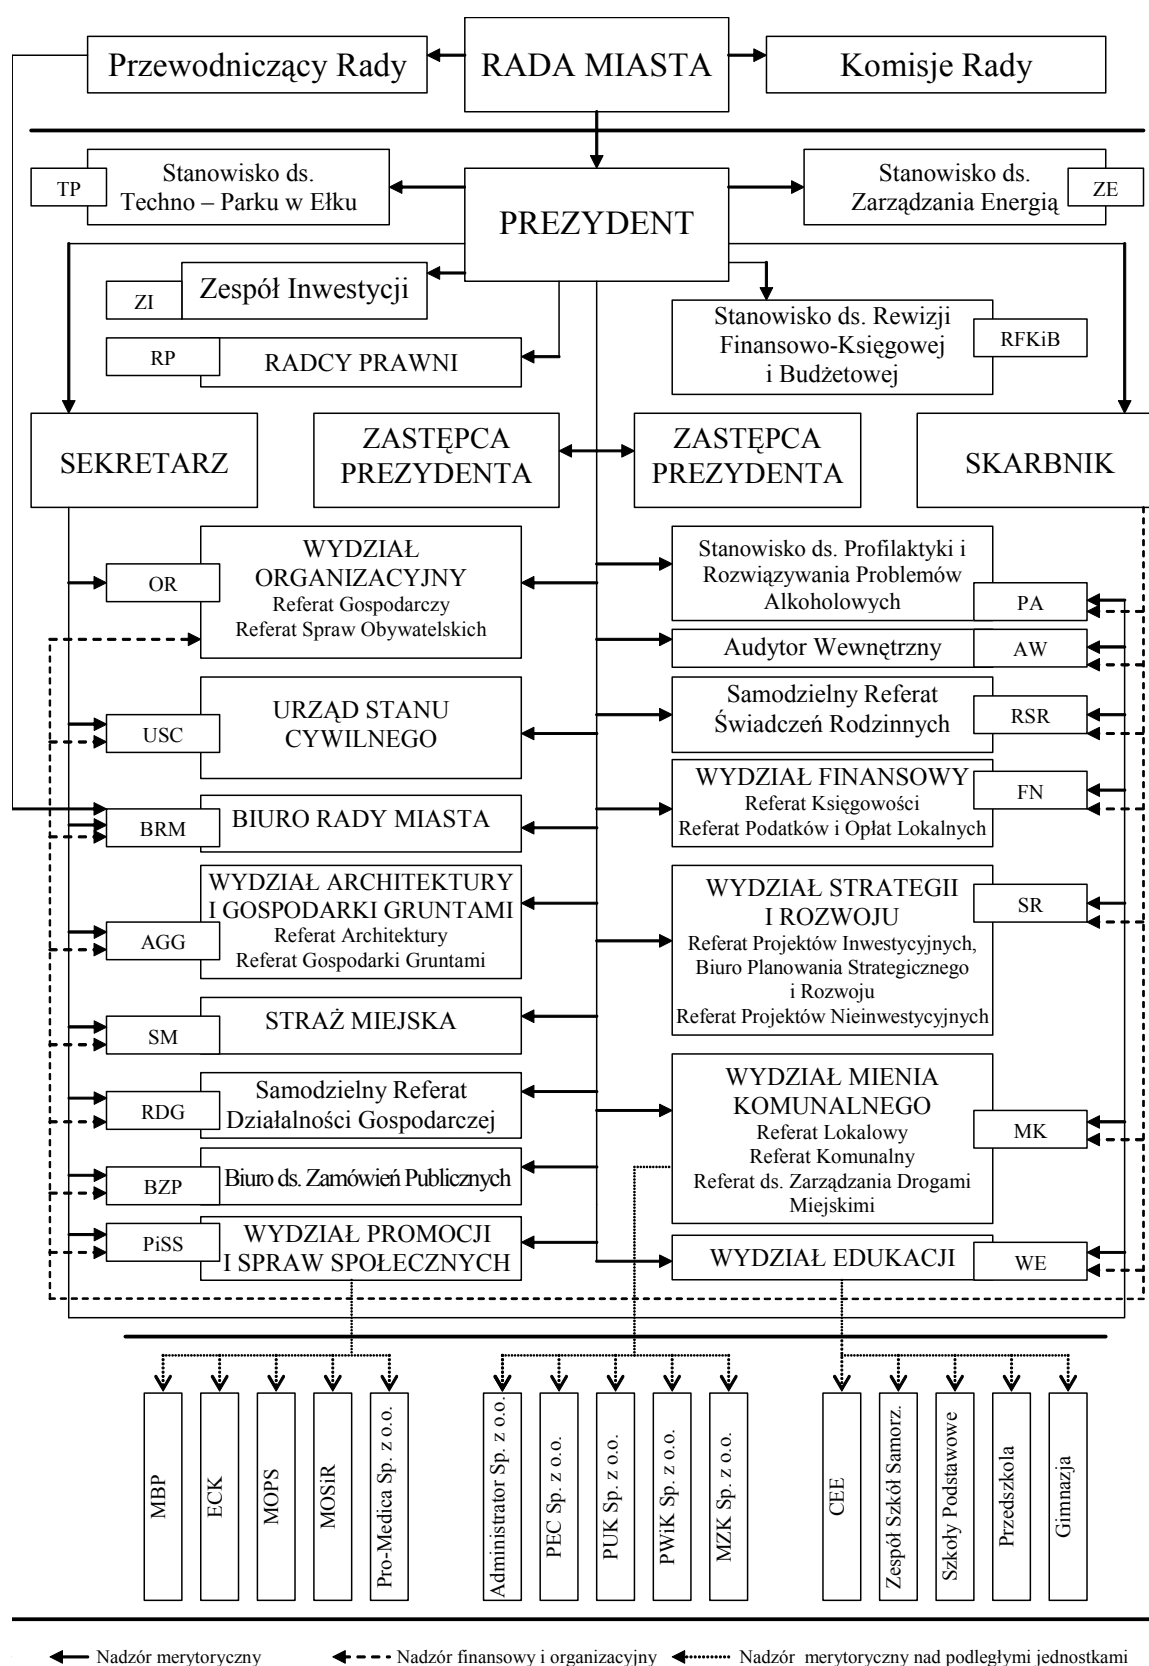 Przewodniczący Rady
RADA MIASTA
Komisje Rady
TP
Stanowisko ds.
Techno – Parku w Ełku
PREZYDENT
Stanowisko ds.
Zarządzania Energią
ZE
ZI
Zespół Inwestycji
RP
RADCY PRAWNI
Stanowisko ds. Rewizji
Finansowo-Księgowej
i Budżetowej
RFKiB
SEKRETARZ
ZASTĘPCA
PREZYDENTA
ZASTĘPCA
PREZYDENTA
SKARBNIK
OR
WYDZIAŁ
ORGANIZACYJNY
Referat Gospodarczy
Referat Spraw Obywatelskich
Stanowisko ds. Profilaktyki i
Rozwiązywania Problemów
Alkoholowych
PA
Audytor Wewnętrzny
AW
USC
URZĄD STANU
CYWILNEGO
Samodzielny Referat
Świadczeń Rodzinnych
RSR
BRM
BIURO RADY MIASTA
WYDZIAŁ FINANSOWY
Referat Księgowości
Referat Podatków i Opłat Lokalnych
FN
AGG
WYDZIAŁ ARCHITEKTURY
I GOSPODARKI GRUNTAMI
Referat Architektury
Referat Gospodarki Gruntami
WYDZIAŁ STRATEGII
I ROZWOJU
Referat Projektów Inwestycyjnych,
Biuro Planowania Strategicznego
i Rozwoju
Referat Projektów Nieinwestycyjnych
SR
SM
STRAŻ MIEJSKA
RDG
Samodzielny Referat
Działalności Gospodarczej
WYDZIAŁ MIENIA
KOMUNALNEGO
Referat Lokalowy
Referat Komunalny
Referat ds. Zarządzania Drogami
Miejskimi
MK
BZP
Biuro ds. Zamówień Publicznych
PiSS
WYDZIAŁ PROMOCJI
I SPRAW SPOŁECZNYCH
WYDZIAŁ EDUKACJI
WE
MBP
ECK
MOPS
MOSiR
Pro-Medica Sp. z o.o.
Administrator Sp. z o.o.
PEC Sp. z o.o.
PUK Sp. z o.o.
PWiK Sp. z o.o.
MZK Sp. z o.o.
CEE
Zespół Szkół Samorz.
Szkoły Podstawowe
Przedszkola
Gimnazja
Nadzór merytoryczny
Nadzór finansowy i organizacyjny
Nadzór merytoryczny nad podległymi jednostkami